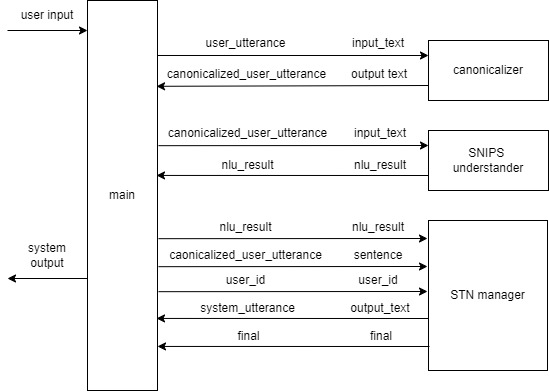 user input
user_utterance input_text
canonicalizer
canonicalized_user_utterance output text
canonicalized_user_utterance input_text
SNIPS
understander
nlu_result nlu_result
main
nlu_result nlu_result
system
output
caonicalized_user_utterance sentence
user_id user_id
STN manager
system_utterance output_text
final final